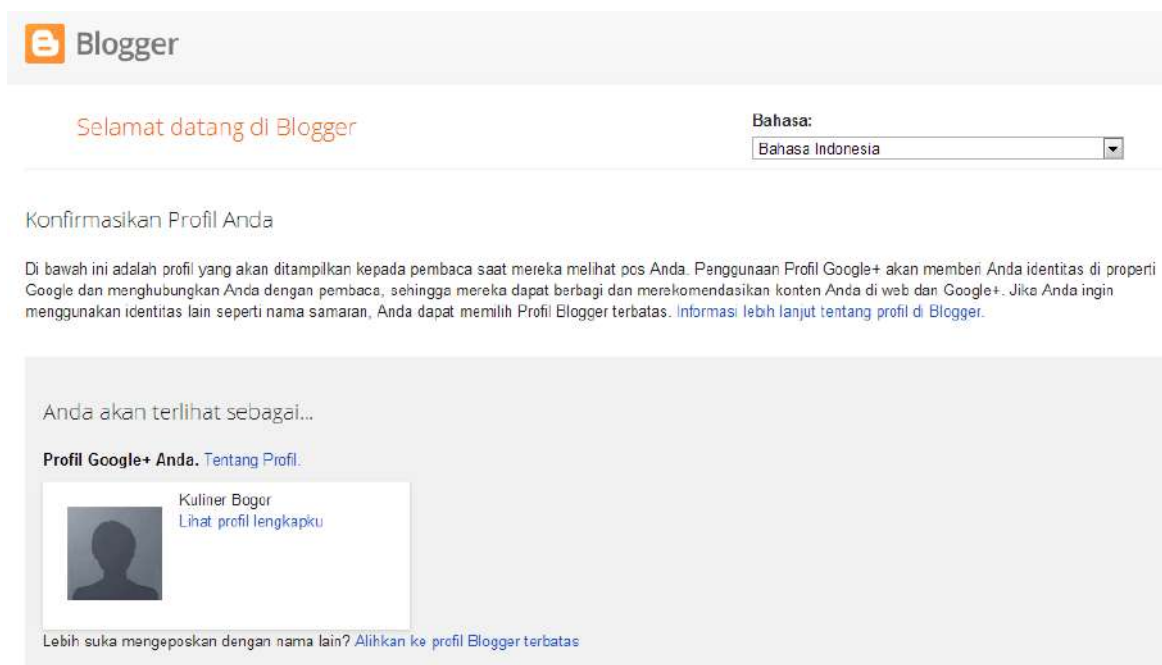 Blogger
Selamat datang di Blogger
Bahasa:
Bahasa Indonesia
Konfirmasikan Profil Anda
Di bawah ini adalah profil yang akan ditampilkan kepada pembaca saat mereka melihat pos Anda. Penggunaan Profil Google+ akan memberi Anda identitas di properti
Google dan menghubungkan Anda dengan pembaca, sehingga mereka dapat berbagi dan merekomendasikan konten Anda di web dan Google+. Jika Anda ingin
menggunakan identitas lain seperti nama samaran, Anda dapat memilih Profil Blogger terbatas. Informasi lebih lanjut tentang profil di Blogger.
Anda akan terlihat sebagai...
Profil Google+ Anda. Tentang Profil.
Kuliner Bogor
Lihat profil lengkapku
Lebih suka mengeposkan dengan nama lain? Alihkan ke profil Blogger terbatas